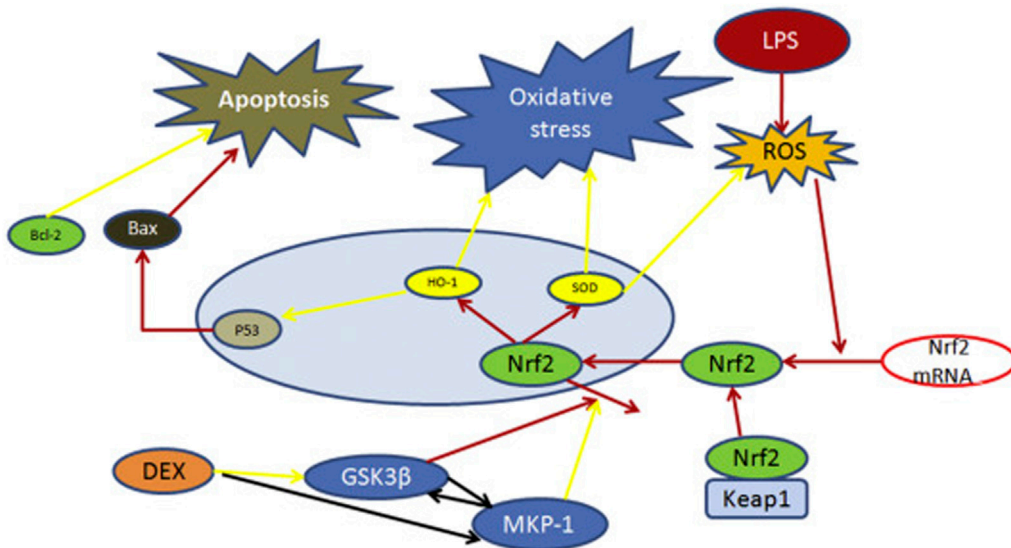 LPS
Apoptosis
Oxidative
stress
ROS
Bcl-2
Bax
HO-1
SOD
P53
Nrf2
Nrf2
Nrf2
mRNA
DEX
GSK3β
Nrf2
Keap1
MKP-1